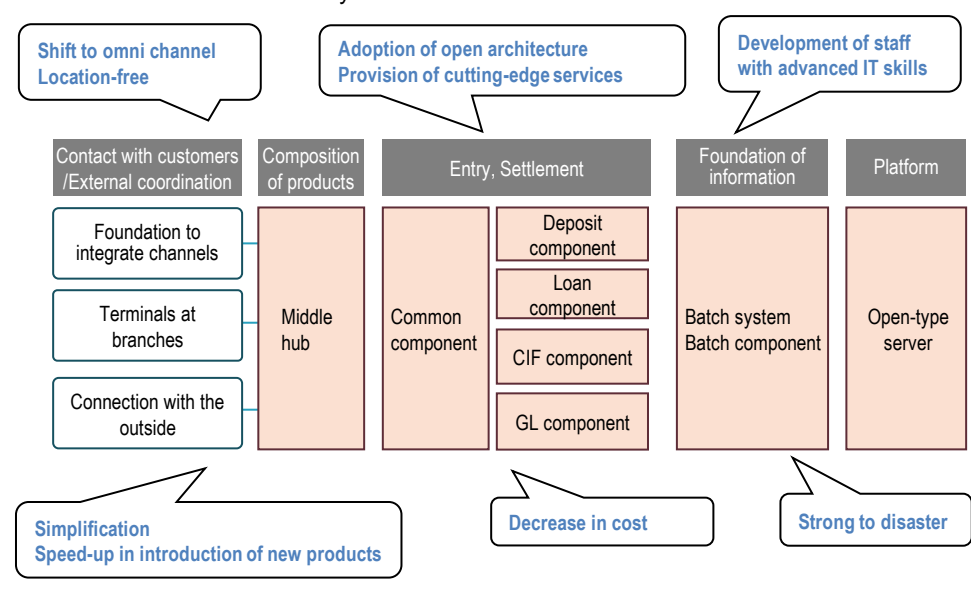 Shift to omni channel
Location-free
Adoption of open architecture
Provision of cutting-edge services
Development of staff
with advanced IT skills
Contact with customers
/External coordination
Composition
of products
Entry, Settlement
Foundation of
information
Platform
Foundation to
integrate channels
Terminals at
branches
Connection with the
outside
Middle
hub
Common
component
Deposit
component
Loan
component
CIF component
GL component
Batch system
Batch component
Open-type
server
Simplification
Speed-up in introduction of new products
Decrease in cost
Strong to disaster